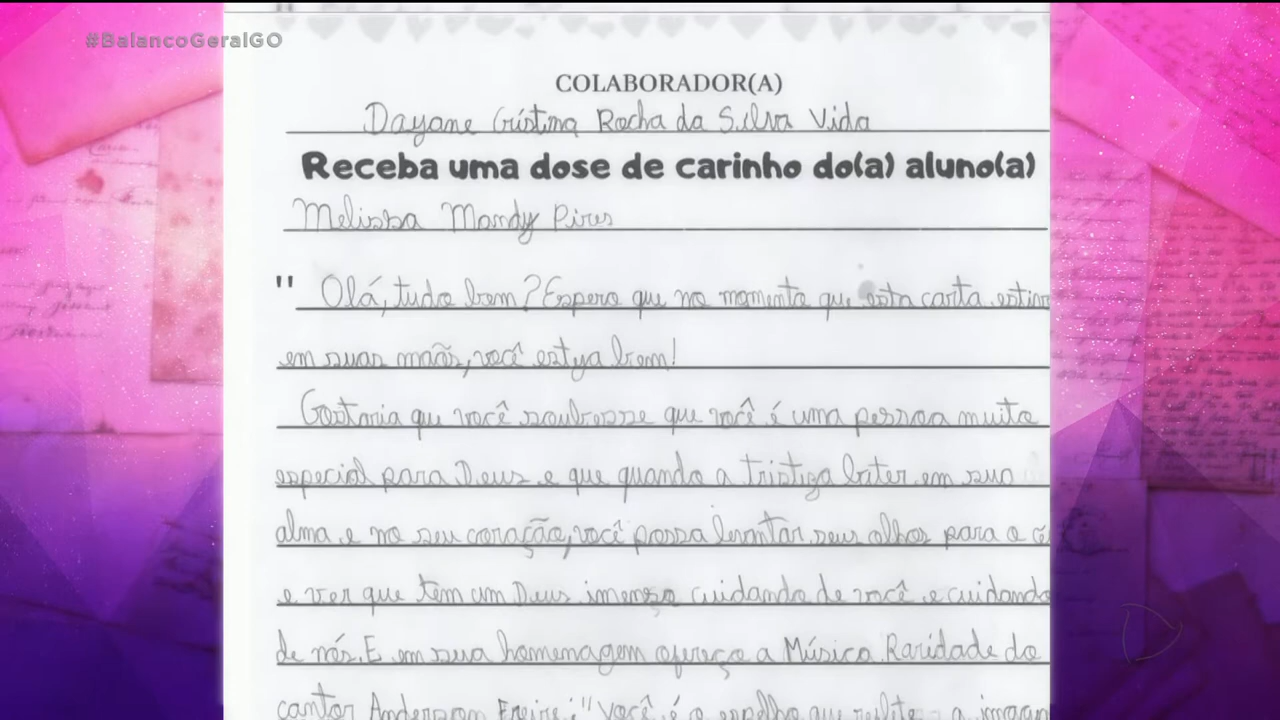 #BalancoGeralGO
COLABORADOR(A)
Dayane Cristina Rocha da Silva Vida
Receba uma dose de carinho do(a) aluno(a)
Melissa Mandy Pires
" Olá, tudo bem? Espero que no momento que esta carta estiv
em suas mãos, você esteja bem!
Gostaria que você soubesse que você é uma pessoa muito
especial para Deus e que quando a tristeza bater em sua
alma e no seu coração, você possa levantar seus olhos para o cé
e ver que tem um Deus imenso cuidando de você e cuidando
de nós. E em sua homenagem ofereço a Música Raridade do
cantor Anderson Freire: " Você é o espelho que reflete a imagem